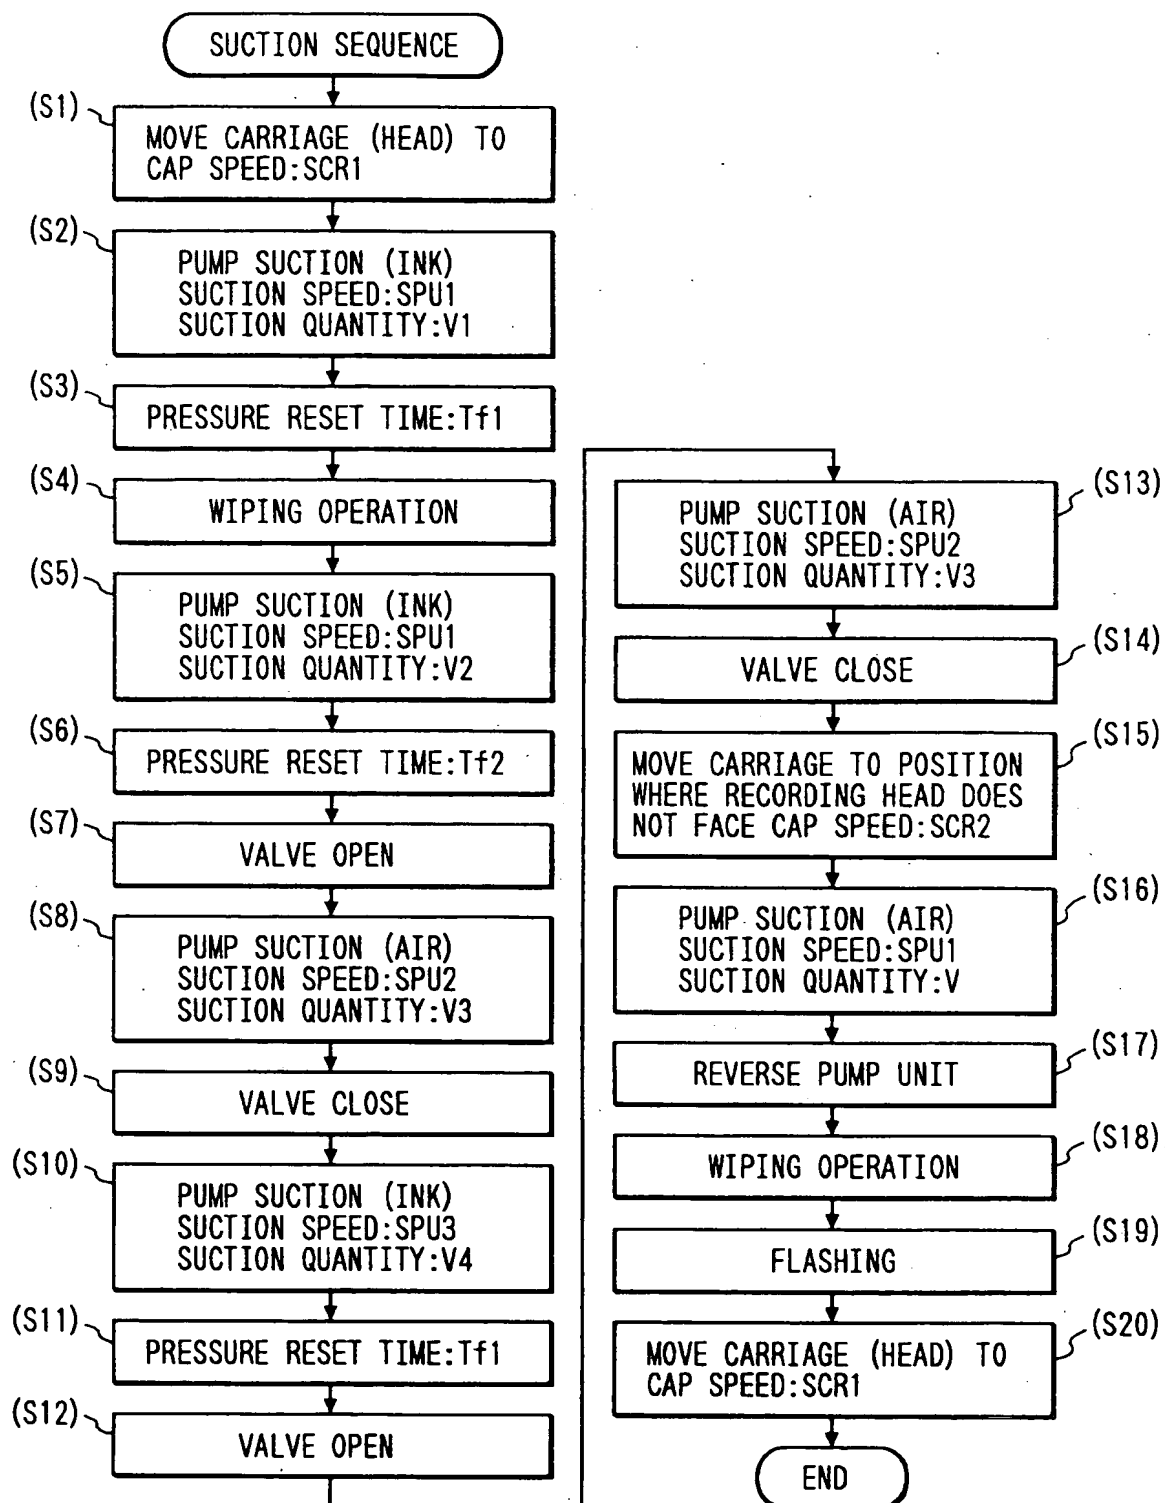 SUCTION SEQUENCE
(S1)
MOVE CARRIAGE (HEAD) TO
CAP SPEED:SCR1
(S2)
PUMP SUCTION (INK)
SUCTION SPEED:SPU1
SUCTION QUANTITY:V1
(S3)
PRESSURE RESET TIME:Tf1
(S4)
WIPING OPERATION
(S5)
PUMP SUCTION (INK)
SUCTION SPEED:SPU1
SUCTION QUANTITY:V2
(S6)
PRESSURE RESET TIME:Tf2
(S7)
VALVE OPEN
(S8)
PUMP SUCTION (AIR)
SUCTION SPEED:SPU2
SUCTION QUANTITY:V3
(S9)
VALVE CLOSE
(S10)
PUMP SUCTION (INK)
SUCTION SPEED:SPU3
SUCTION QUANTITY:V4
(S11)
PRESSURE RESET TIME:Tf1
(S12)
VALVE OPEN
(S13)
PUMP SUCTION (AIR)
SUCTION SPEED:SPU2
SUCTION QUANTITY:V3
(S14)
VALVE CLOSE
(S15)
MOVE CARRIAGE TO POSITION
WHERE RECORDING HEAD DOES
NOT FACE CAP SPEED:SCR2
(S16)
PUMP SUCTION (AIR)
SUCTION SPEED:SPU1
SUCTION QUANTITY:V
(S17)
REVERSE PUMP UNIT
(S18)
WIPING OPERATION
(S19)
FLASHING
(S20)
MOVE CARRIAGE (HEAD) TO
CAP SPEED:SCR1
END